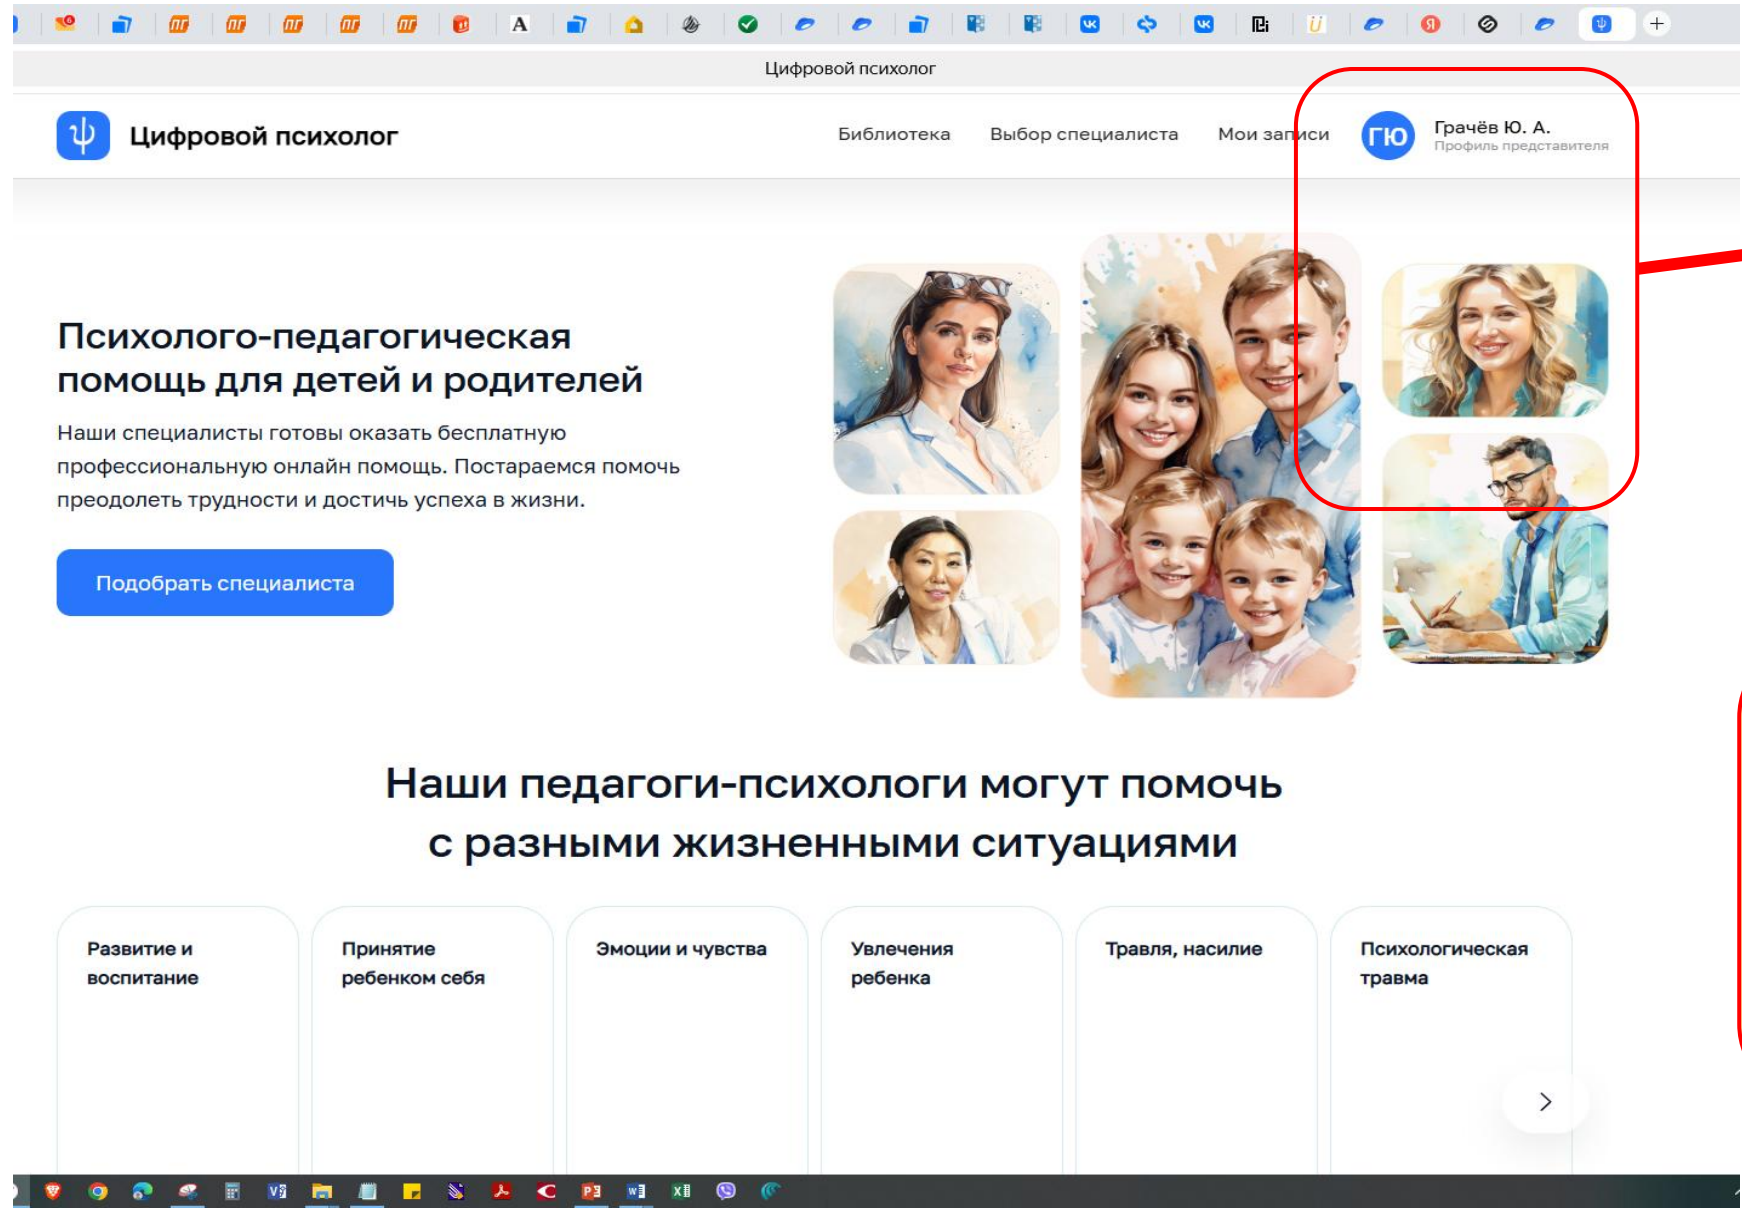 Цифровой психолог
ψ Цифровой психолог
Библиотека Выбор специалиста Мои записи
ГЮ Грачёв Ю. А.
Профиль представителя
Психолого-педагогическая
помощь для детей и родителей
Наши специалисты готовы оказать бесплатную
профессиональную онлайн помощь. Постараемся помочь
преодолеть трудности и достичь успеха в жизни.
Подобрать специалиста
Наши педагоги-психологи могут помочь
с разными жизненными ситуациями
Развитие и
воспитание
Принятие
ребенком себя
Эмоции и чувства
Увлечения
ребенка
Травля, насилие
Психологическая
травма